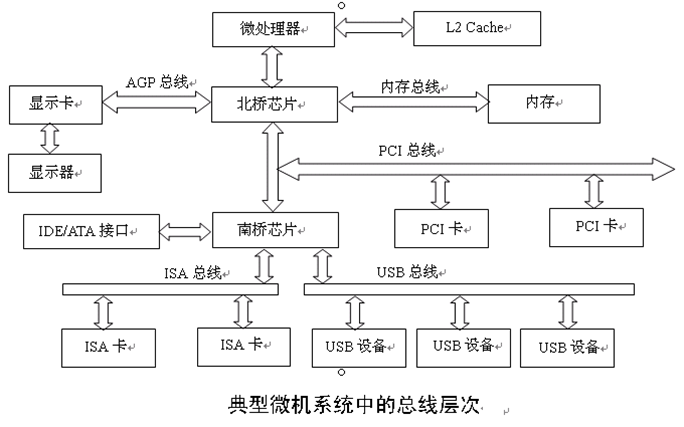 微处理器
L2 Cache
AGP 总线
内存总线
显示卡
北桥芯片
内存
显示器
PCI 总线
IDE/ATA 接口
南桥芯片
PCI 卡
PCI 卡
ISA 总线
USB 总线
ISA 卡
ISA 卡
USB 设备
USB 设备
USB 设备
典型微机系统中的总线层次